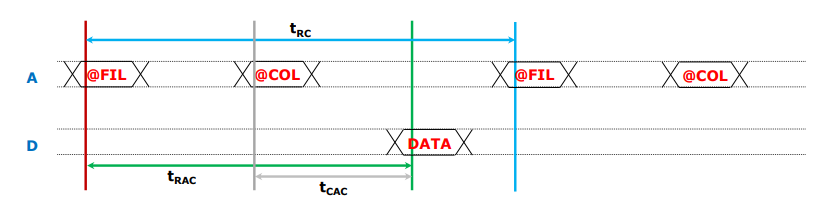 tRC
A @FIL @COL @FIL @COL
D DATA
tRAC
tCAC